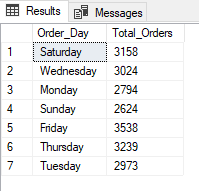 Results Messages
Order_Day Total_Orders
1 Saturday 3158
2 Wednesday 3024
3 Monday 2794
4 Sunday 2624
5 Friday 3538
6 Thursday 3239
7 Tuesday 2973